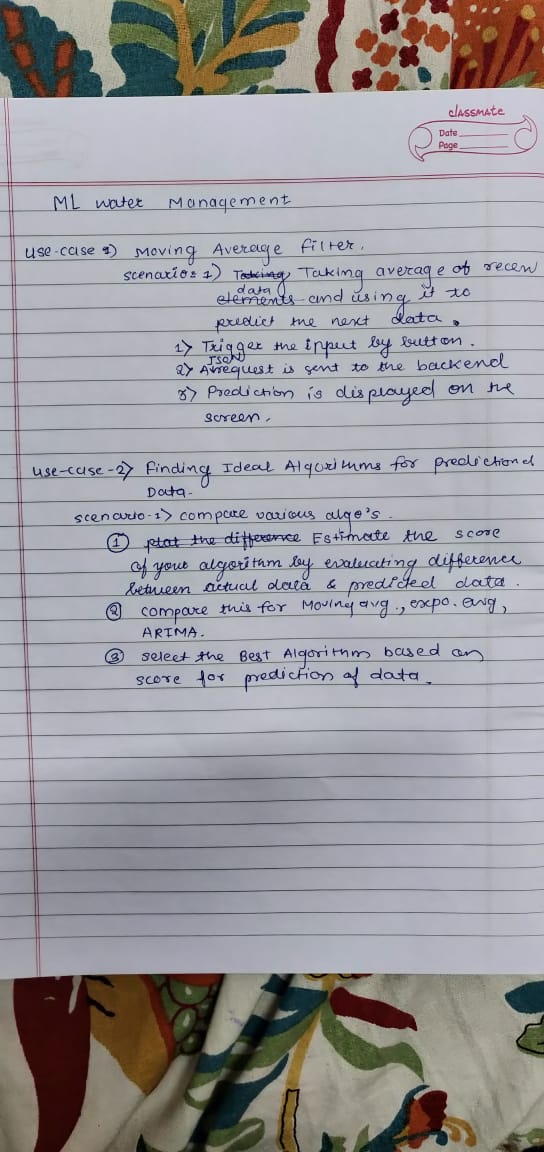 classmate
Date
Page
ML water Management
use-case 1) Moving Average filter.
scenario: 1) Taking Taking average of recen
data
elements and using it to
predict the next data.
1) Trigger the input by button.
JSON
2) A request is sent to the backend
3) Prediction is displayed on the
screen.
use-case-2) Finding Ideal Algorithms for prediction of
Data.
scenario-1) compare various algo's.
① plot the difference Estimate the score
of your algorithm by evaluating difference
between actual data & predicted data.
② compare this for Moving avg., expo. avg,
ARIMA.
③ select the Best Algorithm based on
score for prediction of data.